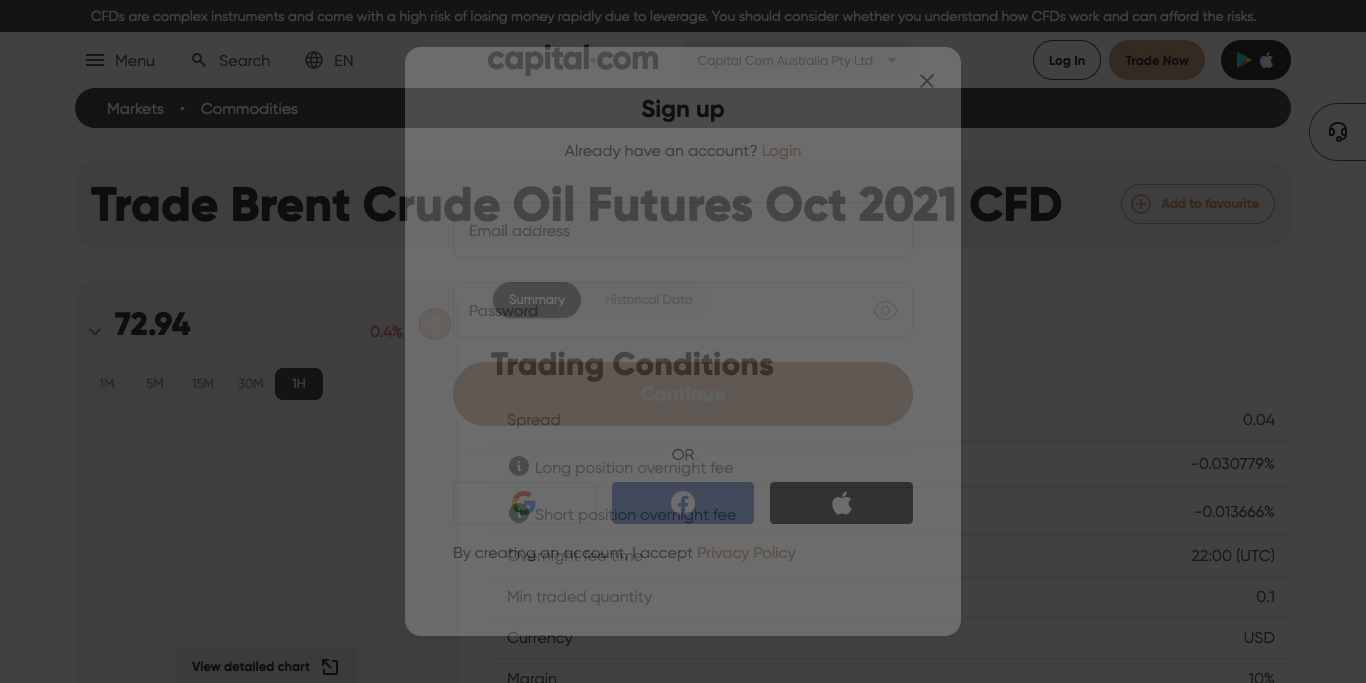 CFDs are complex instruments and come with a high risk of losing money rapidly due to leverage. You should consider whether you understand how CFDs work and can afford the risks.
Menu Search EN capital.com Capital Com Australia Pty Ltd Log In Trade Now
Markets • Commodities
Sign up
Already have an account? Login
Trade Brent Crude Oil Futures Oct 2021 CFD
Add to favourite
Email address
Summary Historical Data
Password
72.94
0.4%
1M 5M 15M 30M 1H
Trading Conditions
Continue
Spread 0.04
OR
Long position overnight fee -0.030779%
Short position overnight fee -0.013666%
By creating an account, I accept Privacy Policy
Overnight fee time 22:00 (UTC)
Min traded quantity 0.1
Currency USD
View detailed chart
Margin 10%